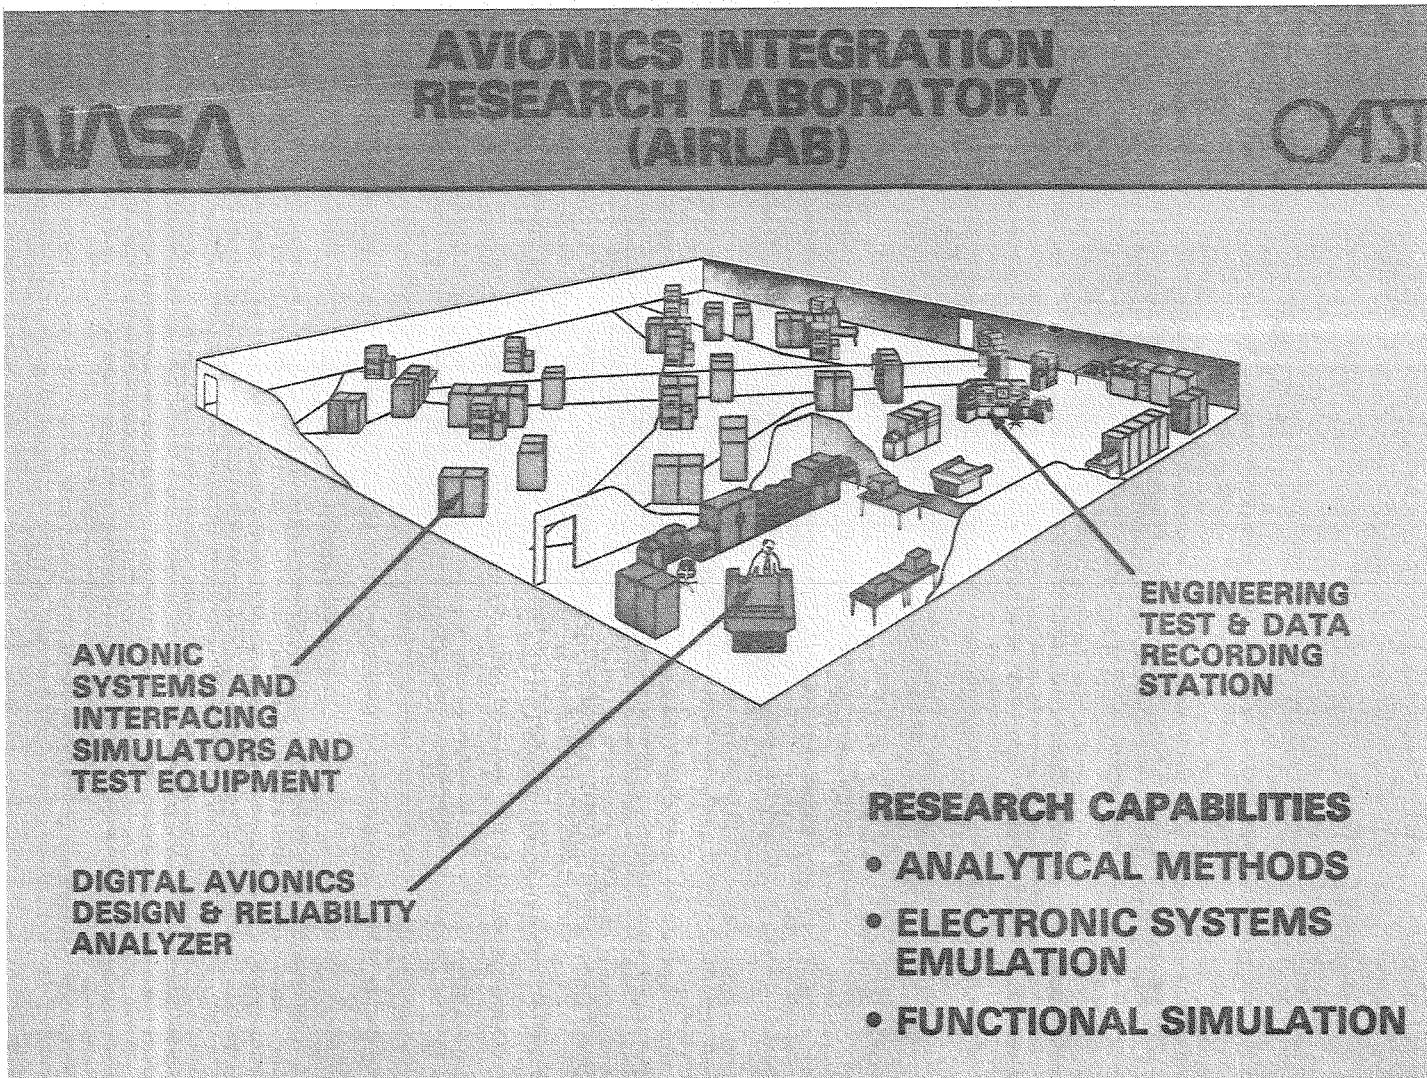 AVIONICS INTEGRATION
RESEARCH LABORATORY
(AIRLAB)
NASA
OAST
AVIONIC
SYSTEMS AND
INTERFACING
SIMULATORS AND
TEST EQUIPMENT
DIGITAL AVIONICS
DESIGN & RELIABILITY
ANALYZER
ENGINEERING
TEST & DATA
RECORDING
STATION
RESEARCH CAPABILITIES
• ANALYTICAL METHODS
• ELECTRONIC SYSTEMS
EMULATION
• FUNCTIONAL SIMULATION